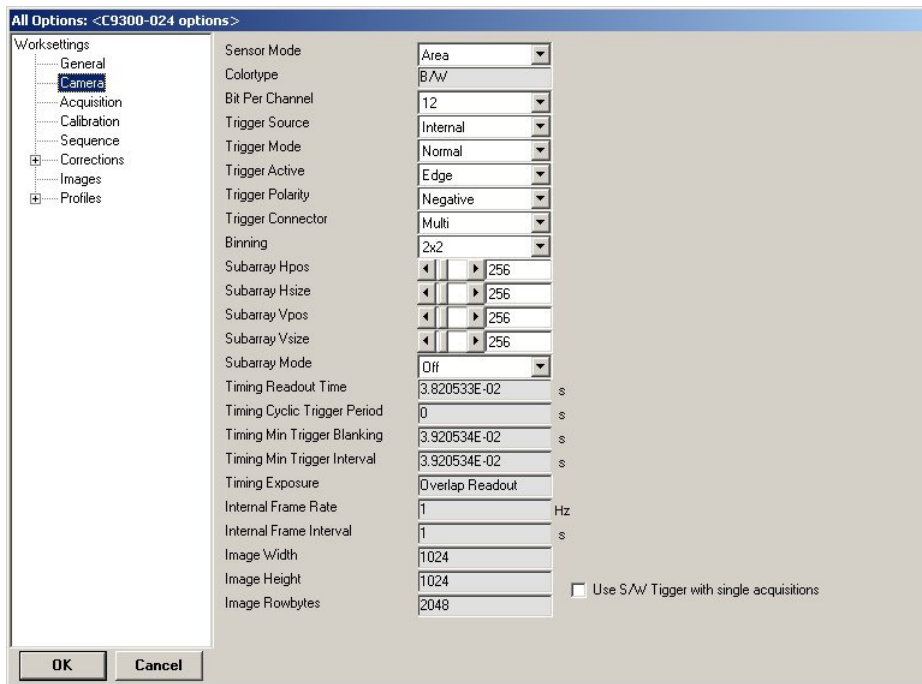 All Options: <C9300-024 options>
Worksettings
General
Camera
Acquisition
Calibration
Sequence
Corrections
Images
Profiles
Sensor Mode Area
Colortype B/W
Bit Per Channel 12
Trigger Source Internal
Trigger Mode Normal
Trigger Active Edge
Trigger Polarity Negative
Trigger Connector Multi
Binning 2x2
Subarray Hpos 256
Subarray Hsize 256
Subarray Vpos 256
Subarray Vsize 256
Subarray Mode Off
Timing Readout Time 3.820533E-02 s
Timing Cyclic Trigger Period 0 s
Timing Min Trigger Blanking 3.920534E-02 s
Timing Min Trigger Interval 3.920534E-02 s
Timing Exposure Overlap Readout
Internal Frame Rate 1 Hz
Internal Frame Interval 1 s
Image Width 1024
Image Height 1024
Image Rowbytes 2048
Use S/W Tigger with single acquisitions
OK Cancel